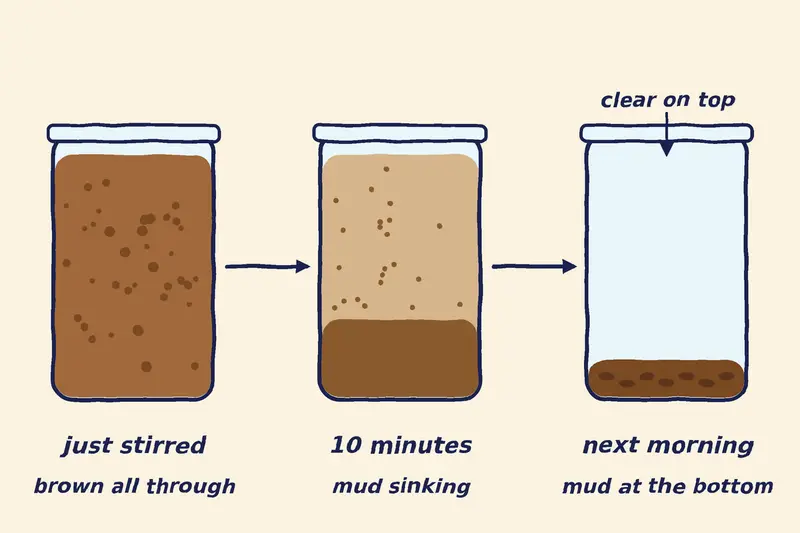 clear on top
just stirred
brown all through
10 minutes
mud sinking
next morning
mud at the bottom